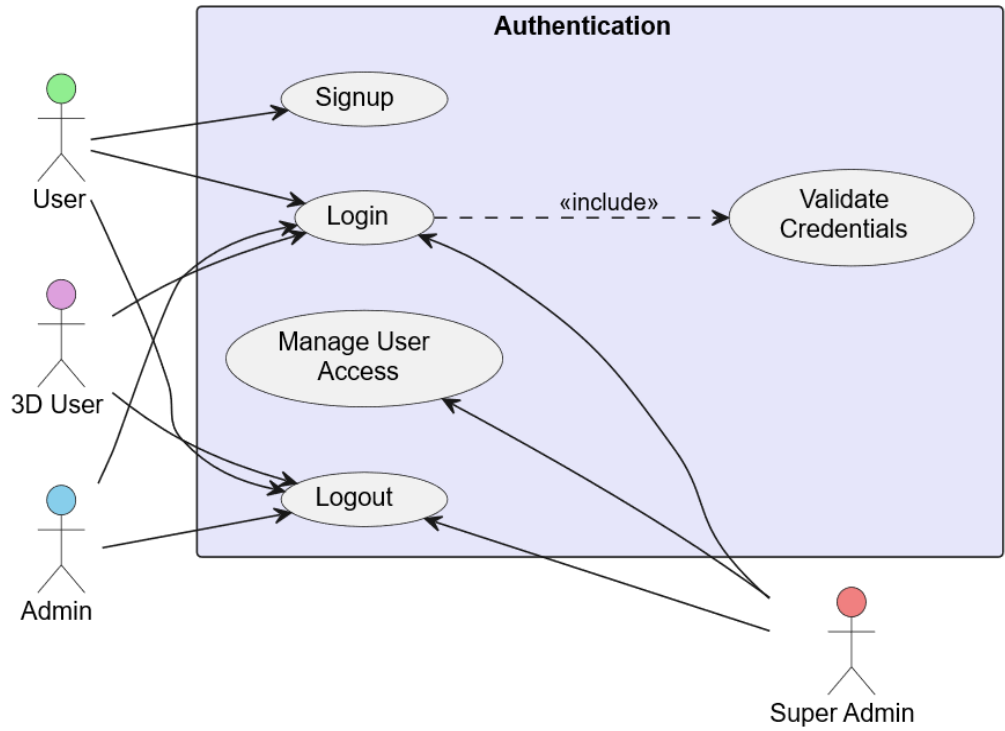 Authentication
Signup
User
Login
«include»
Validate
Credentials
3D User
Manage User
Access
Logout
Admin
Super Admin